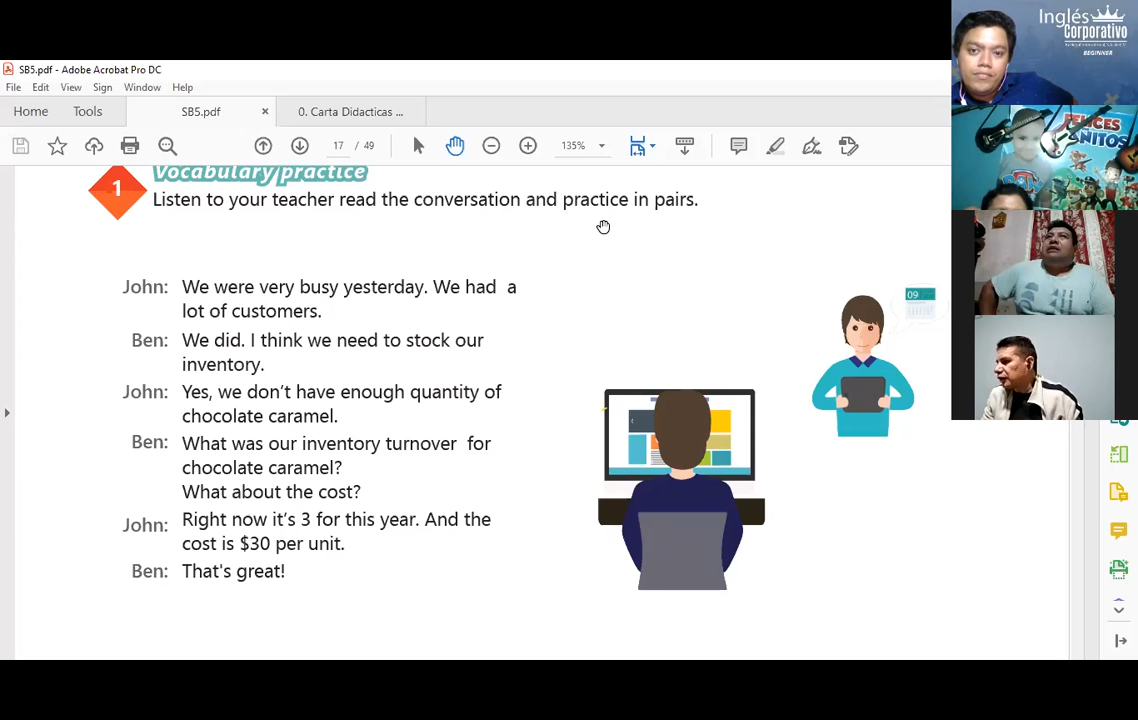 SB5.pdf - Adobe Acrobat Pro DC
File Edit View Sign Window Help
Home Tools SB5.pdf × 0. Carta Didacticas ...
17 / 49 135%
1 Vocabulary practice
Listen to your teacher read the conversation and practice in pairs.
John: We were very busy yesterday. We had a
lot of customers.
Ben: We did. I think we need to stock our
inventory.
John: Yes, we don't have enough quantity of
chocolate caramel.
Ben: What was our inventory turnover for
chocolate caramel?
What about the cost?
John: Right now it's 3 for this year. And the
cost is $30 per unit.
Ben: That's great!
09
Inglés
Corporativo
BEGINNER
FELICES